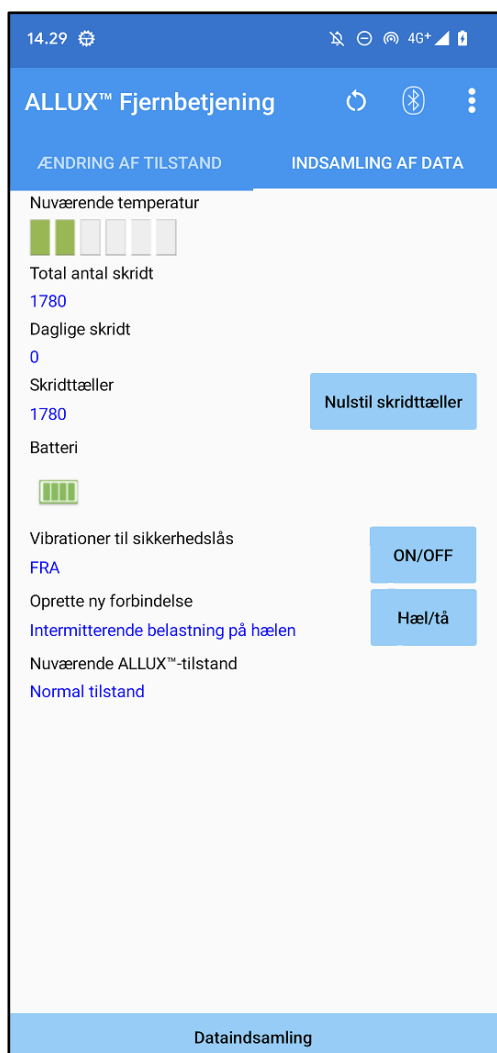 14.29 4G+
ALLUX™ Fjernbetjening
ÆNDRING AF TILSTAND INDSAMLING AF DATA
Nuværende temperatur
Total antal skridt
1780
Daglige skridt
0
Skridttæller
1780 Nulstil skridttæller
Batteri
Vibrationer til sikkerhedslås
FRA ON/OFF
Oprette ny forbindelse
Intermitterende belastning på hælen Hæl/tå
Nuværende ALLUX™-tilstand
Normal tilstand
Dataindsamling